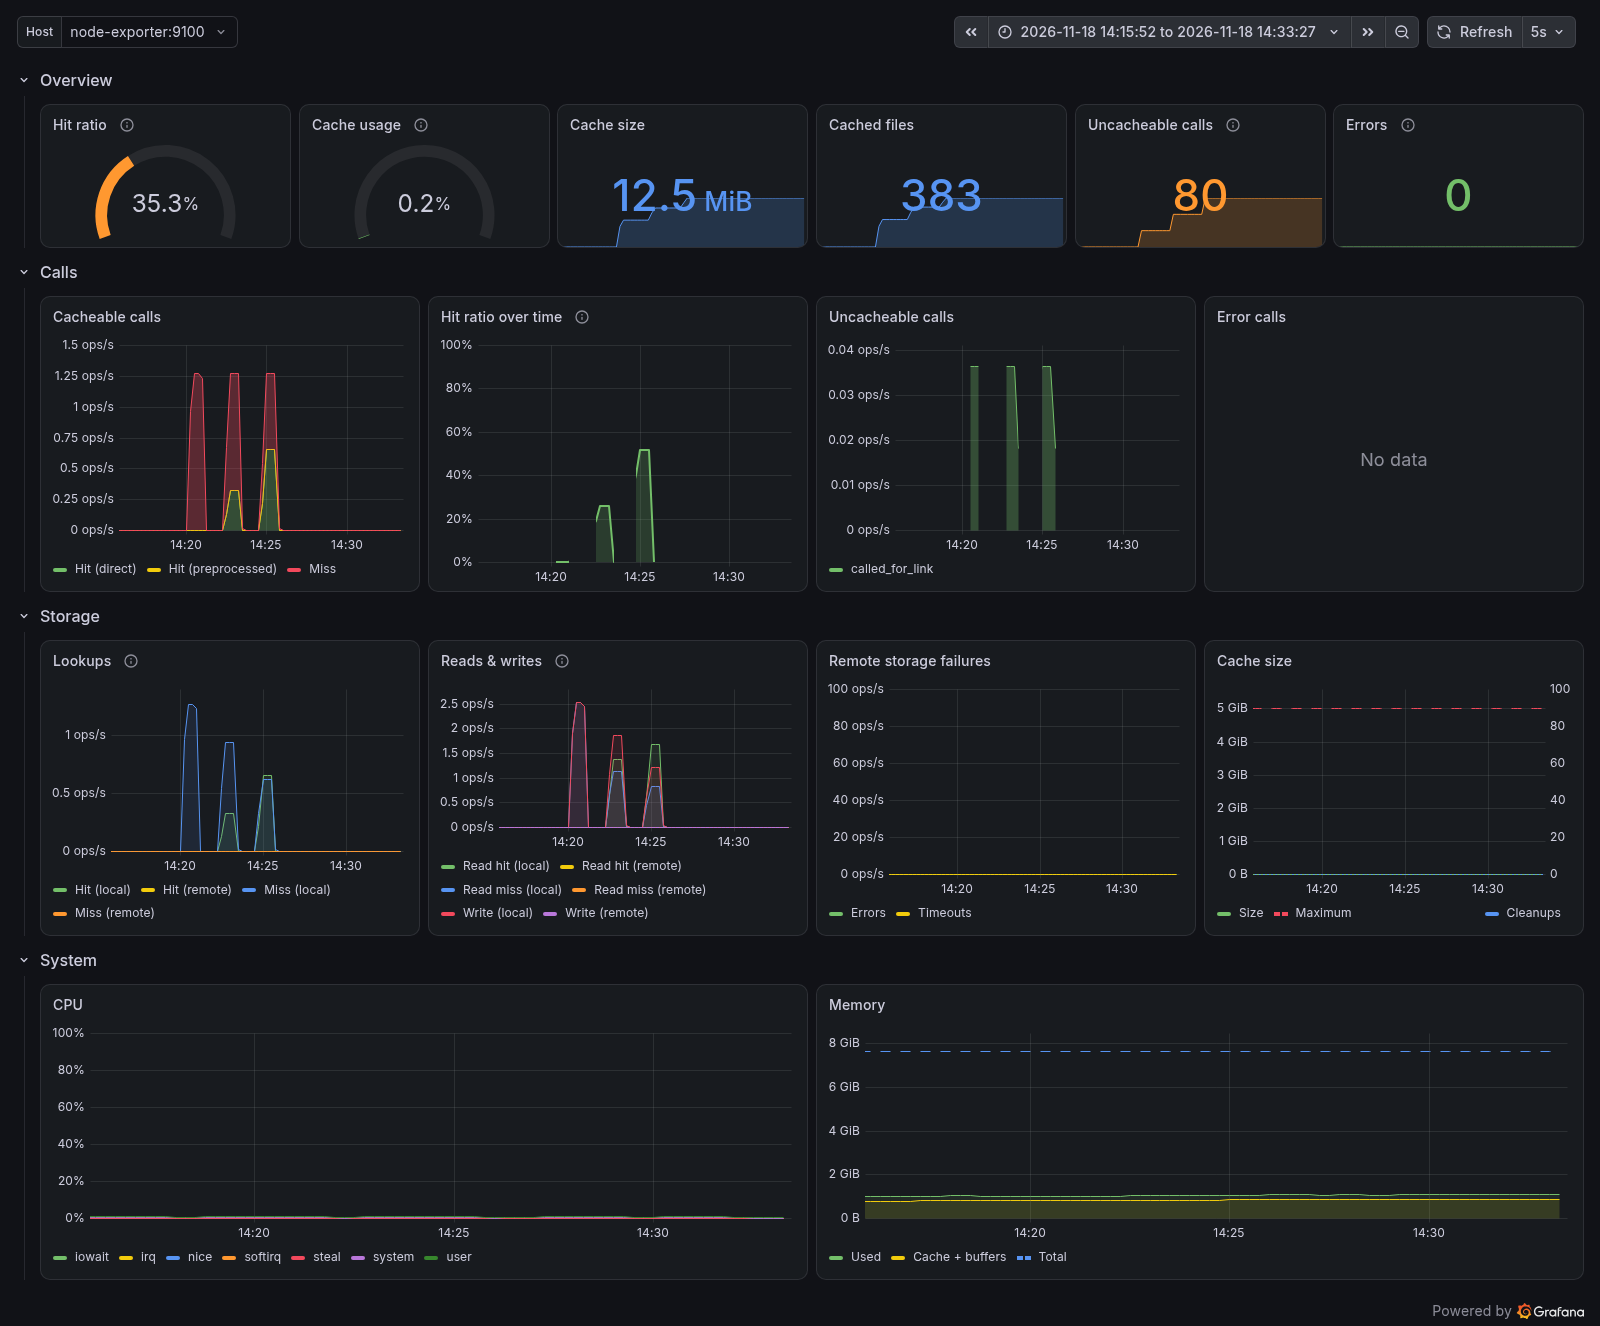 Host node-exporter:9100 2026-11-18 14:15:52 to 2026-11-18 14:33:27 Refresh 5s
Overview
Hit ratio
35.3%
Cache usage
0.2%
Cache size
12.5 MiB
Cached files
383
Uncacheable calls
80
Errors
0
Calls
Cacheable calls
1.5 ops/s
1.25 ops/s
1 ops/s
0.75 ops/s
0.5 ops/s
0.25 ops/s
0 ops/s
14:20 14:25 14:30
Hit (direct) Hit (preprocessed) Miss
Hit ratio over time
100%
80%
60%
40%
20%
0%
14:20 14:25 14:30
Uncacheable calls
0.04 ops/s
0.03 ops/s
0.02 ops/s
0.01 ops/s
0 ops/s
14:20 14:25 14:30
called_for_link
Error calls
No data
Storage
Lookups
1 ops/s
0.5 ops/s
0 ops/s
14:20 14:25 14:30
Hit (local) Hit (remote) Miss (local)
Miss (remote)
Reads & writes
2.5 ops/s
2 ops/s
1.5 ops/s
1 ops/s
0.5 ops/s
0 ops/s
14:20 14:25 14:30
Read hit (local) Read hit (remote)
Read miss (local) Read miss (remote)
Write (local) Write (remote)
Remote storage failures
100 ops/s
80 ops/s
60 ops/s
40 ops/s
20 ops/s
0 ops/s
14:20 14:25 14:30
Errors Timeouts
Cache size
100
5 GiB
80
4 GiB
60
3 GiB
40
2 GiB
20
1 GiB
0 B 0
14:20 14:25 14:30
Size Maximum Cleanups
System
CPU
100%
80%
60%
40%
20%
0%
14:20 14:25 14:30
iowait irq nice softirq steal system user
Memory
8 GiB
6 GiB
4 GiB
2 GiB
0 B
14:20 14:25 14:30
Used Cache + buffers Total
Powered by Grafana